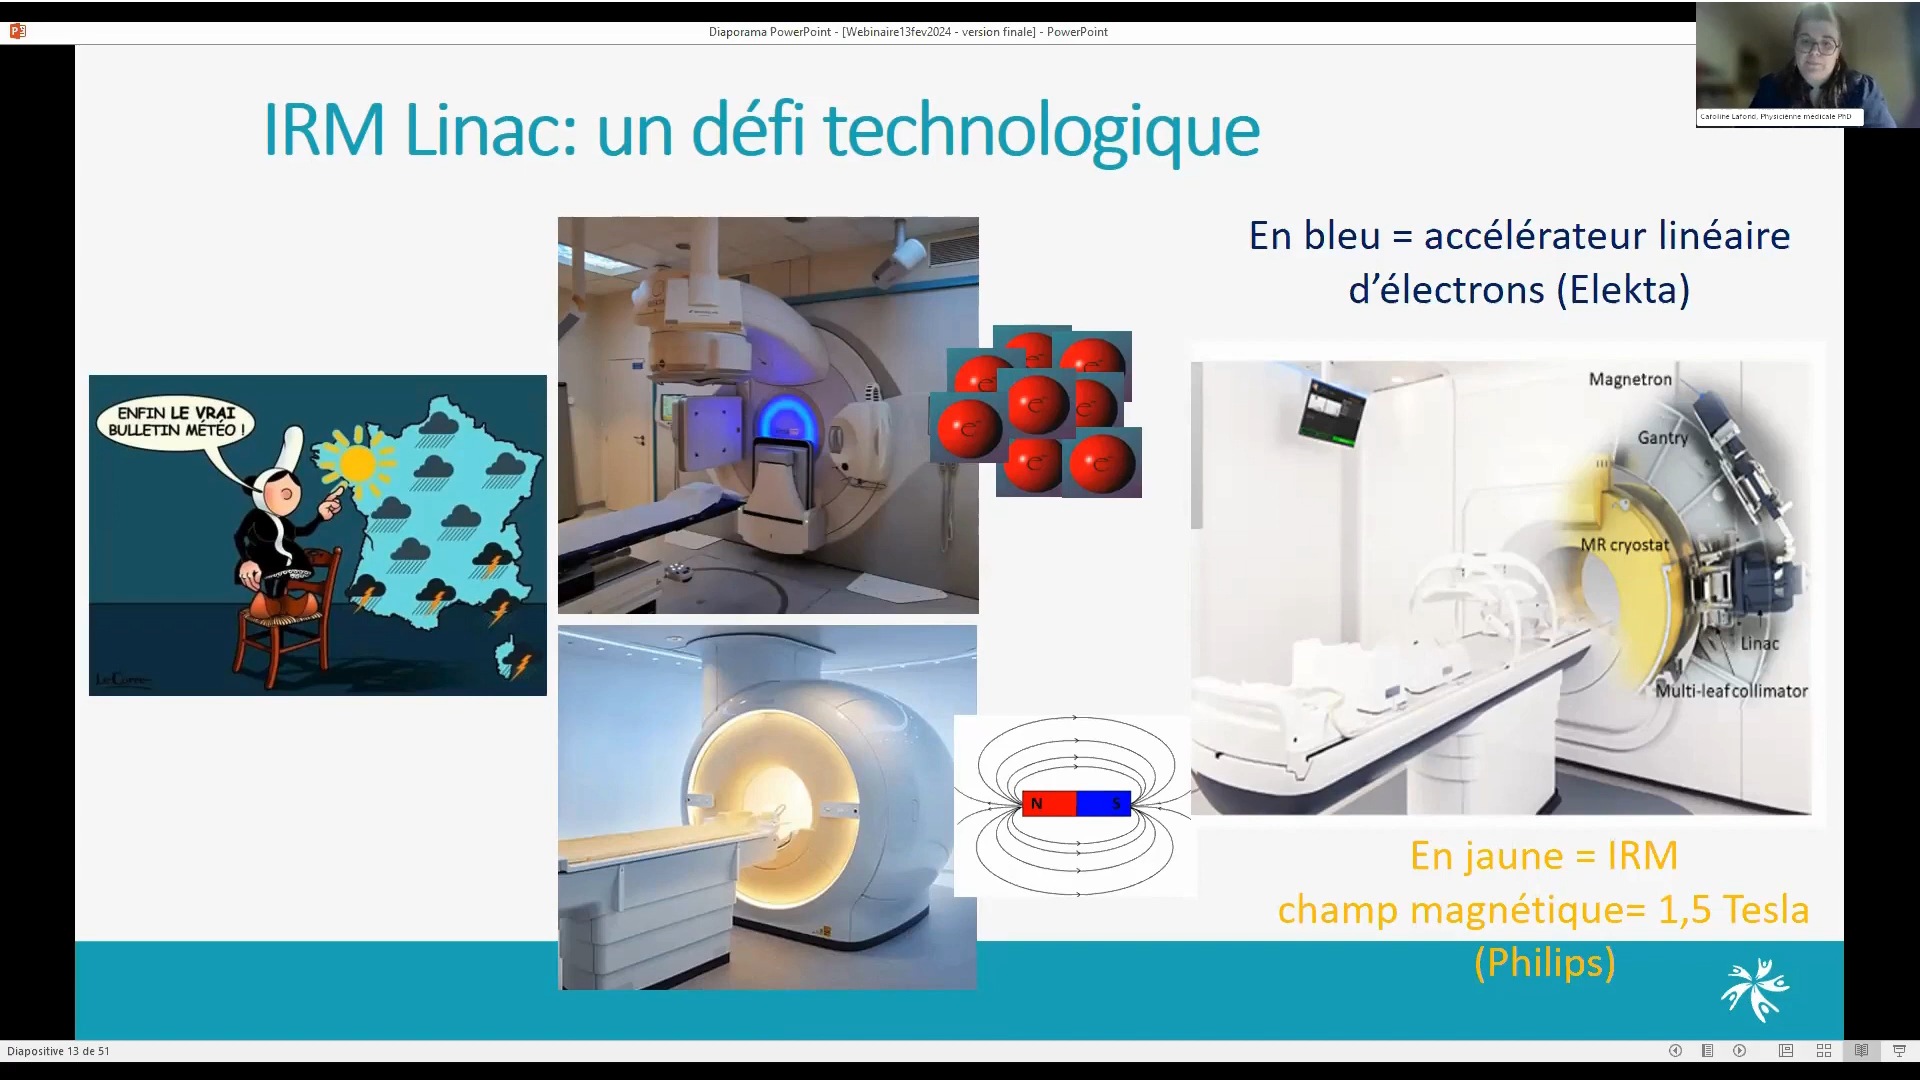 Diaporama PowerPoint - [Webinaire13fev2024 - version finale] - PowerPoint
Caroline Lafond, Physicienne médicale PhD
IRM Linac: un défi technologique
En bleu = accélérateur linéaire
d’électrons (Elekta)
ENFIN LE VRAI
BULLETIN MÉTÉO !
Le Corre
e-
e-
e-
e-
e-
e-
e-
e-
Magnetron
Gantry
MR cryostat
Linac
Multi-leaf collimator
N S
En jaune = IRM
champ magnétique= 1,5 Tesla
(Philips)
Diapositive 13 de 51